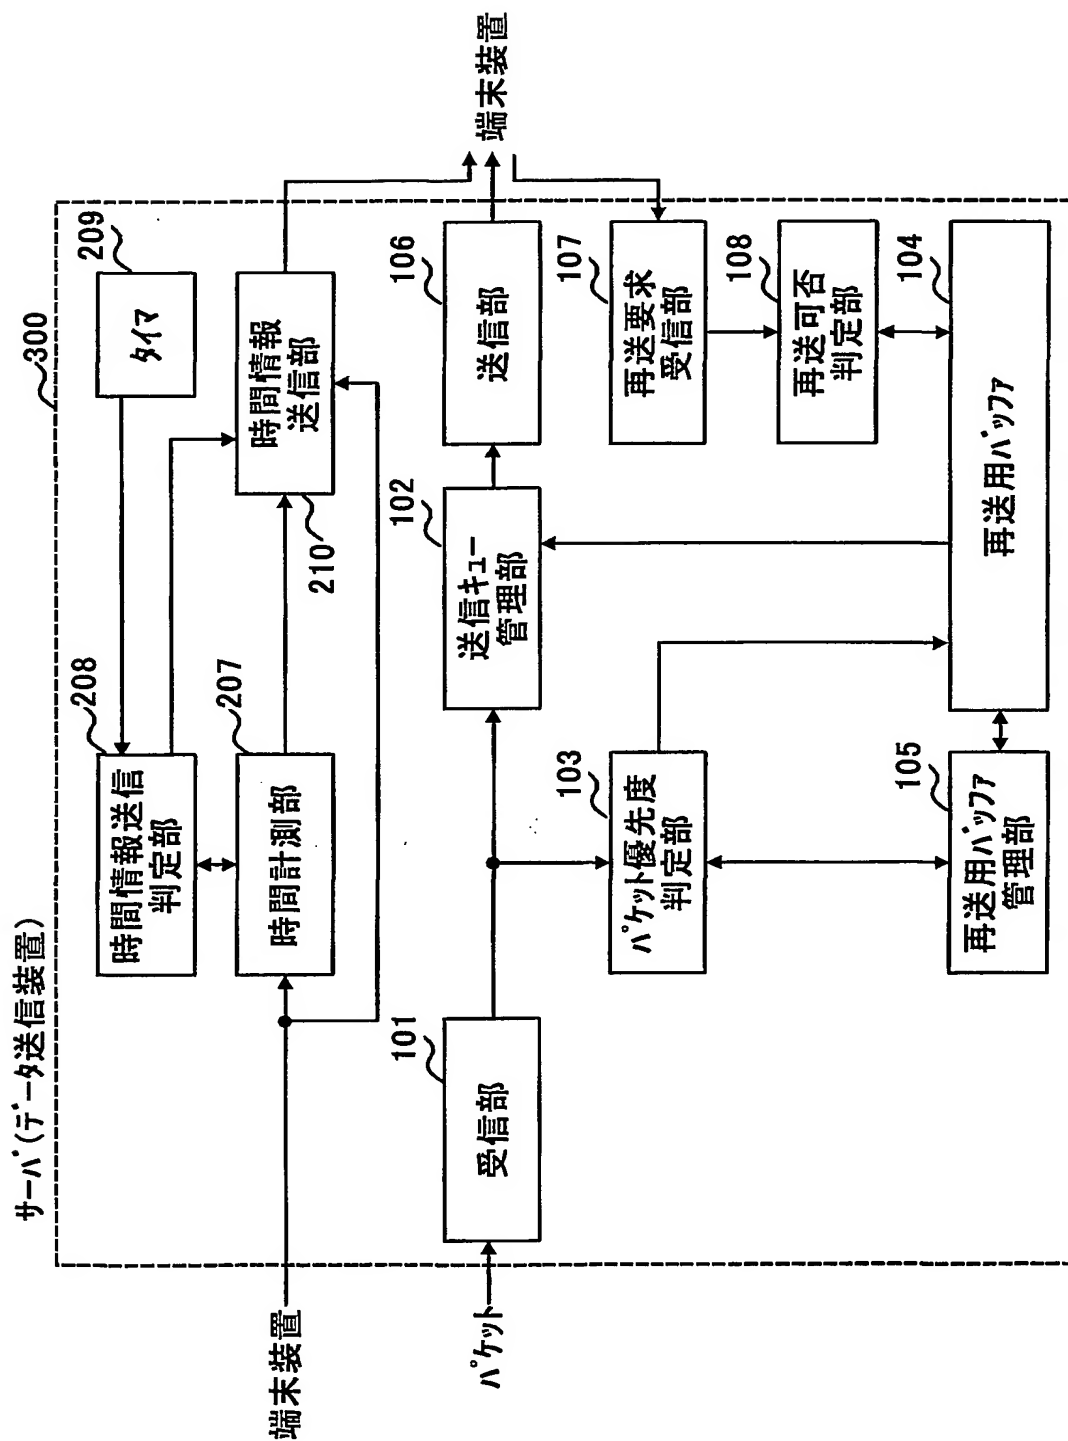 サーバ(データ送信装置)
300
209
タイマ
208
時間情報送信
判定部
207
時間計測部
210
時間情報
送信部
端末装置
端末装置
パケット
101
受信部
102
送信キュー
管理部
106
送信部
103
パケット優先度
判定部
107
再送要求
受信部
108
再送可否
判定部
105
再送用バッファ
管理部
104
再送用バッファ